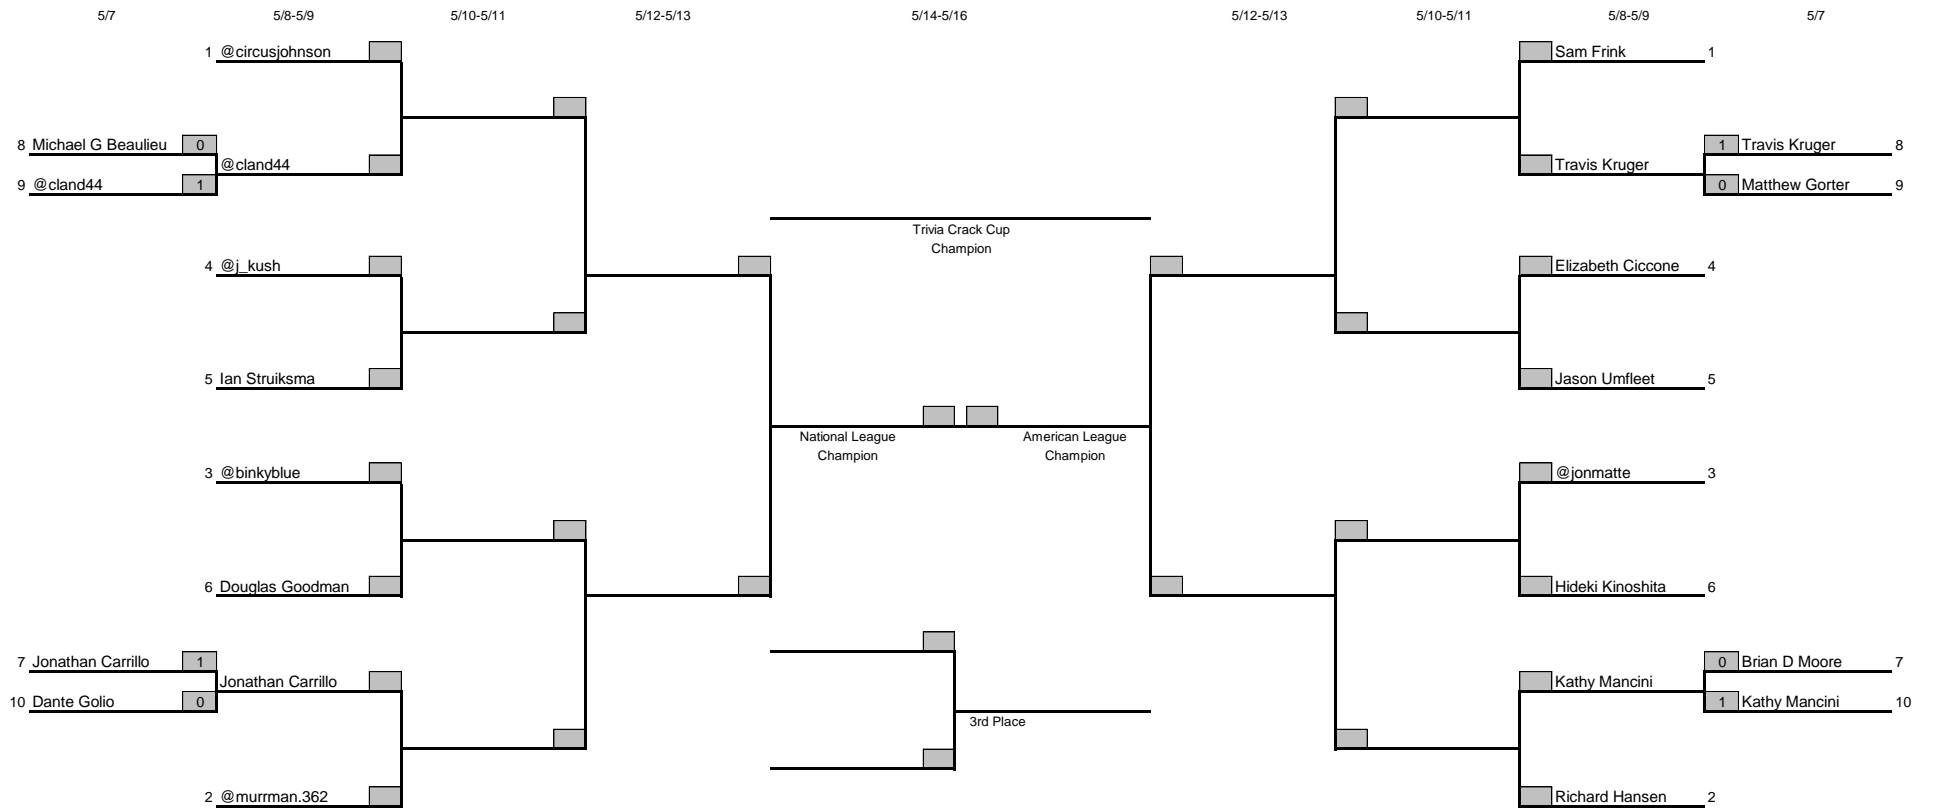 5/7 5/8-5/9 5/10-5/11 5/12-5/13 5/14-5/16 5/12-5/13 5/10-5/11 5/8-5/9 5/7
1 @circusjohnson
Sam Frink 1
8 Michael G Beaulieu 0
1 Travis Kruger 8
@cland44
Travis Kruger
9 @cland44 1
0 Matthew Gorter 9
Trivia Crack Cup
Champion
4 @j_kush
Elizabeth Ciccone 4
5 Ian Struiksma
Jason Umfleet 5
National League
Champion
American League
Champion
3 @binkyblue
@jonmatte 3
6 Douglas Goodman
Hideki Kinoshita 6
7 Jonathan Carrillo 1
0 Brian D Moore 7
Jonathan Carrillo
Kathy Mancini
10 Dante Golio 0
1 Kathy Mancini 10
3rd Place
2 @murrman.362
Richard Hansen 2